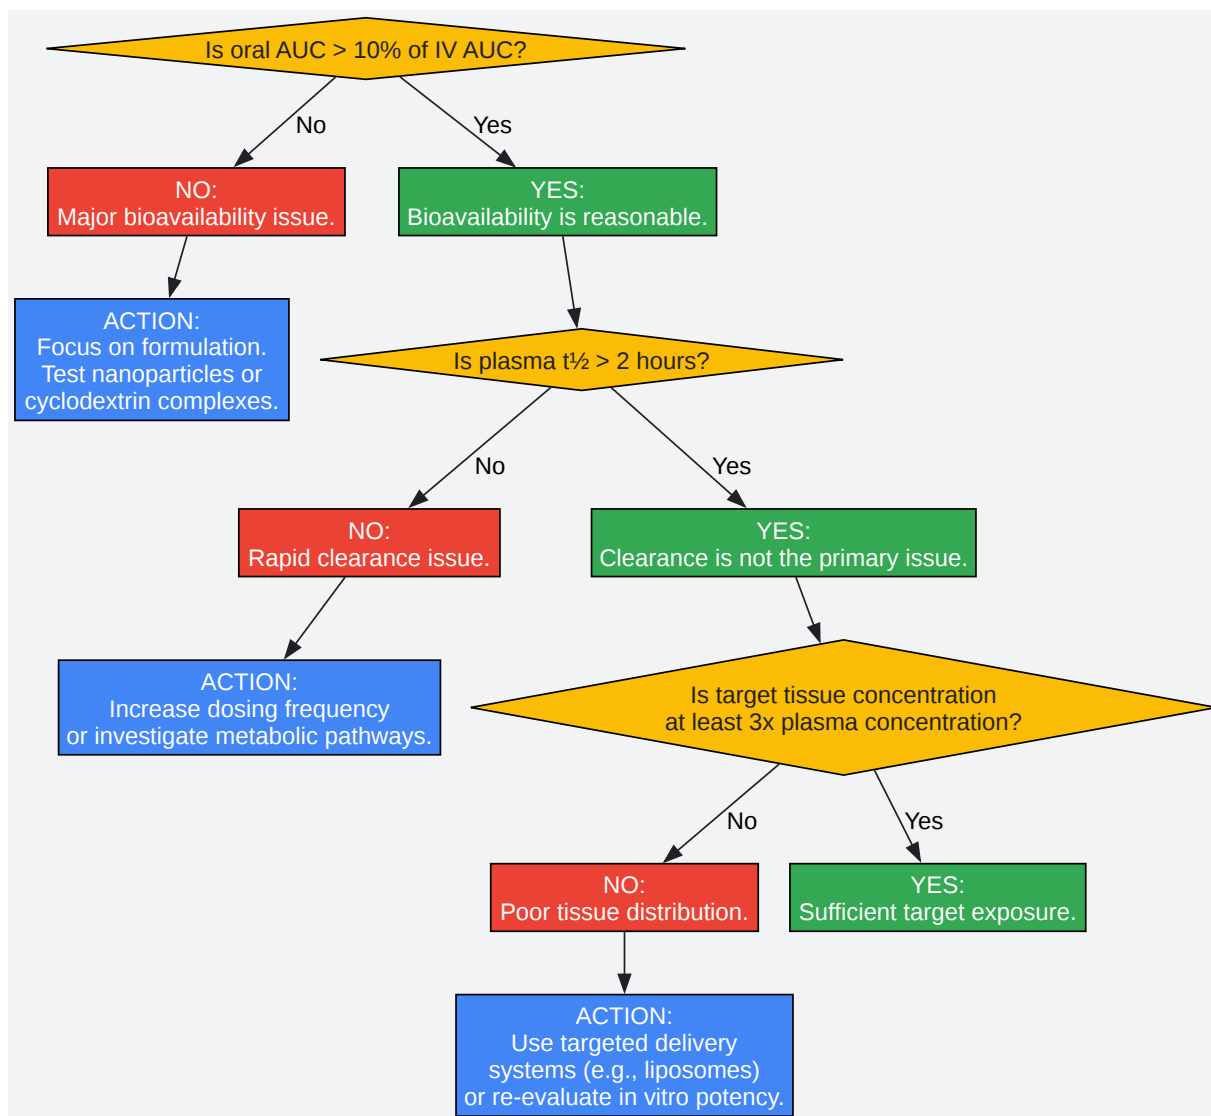 Is oral AUC > 10% of IV AUC?
No
Yes
NO:
Major bioavailability issue.
YES:
Bioavailability is reasonable.
ACTION:
Focus on formulation.
Test nanoparticles or
cyclodextrin complexes.
Is plasma t½ > 2 hours?
No
Yes
NO:
Rapid clearance issue.
YES:
Clearance is not the primary issue.
ACTION:
Increase dosing frequency
or investigate metabolic pathways.
Is target tissue concentration
at least 3x plasma concentration?
No
Yes
NO:
Poor tissue distribution.
YES:
Sufficient target exposure.
ACTION:
Use targeted delivery
systems (e.g., liposomes)
or re-evaluate in vitro potency.